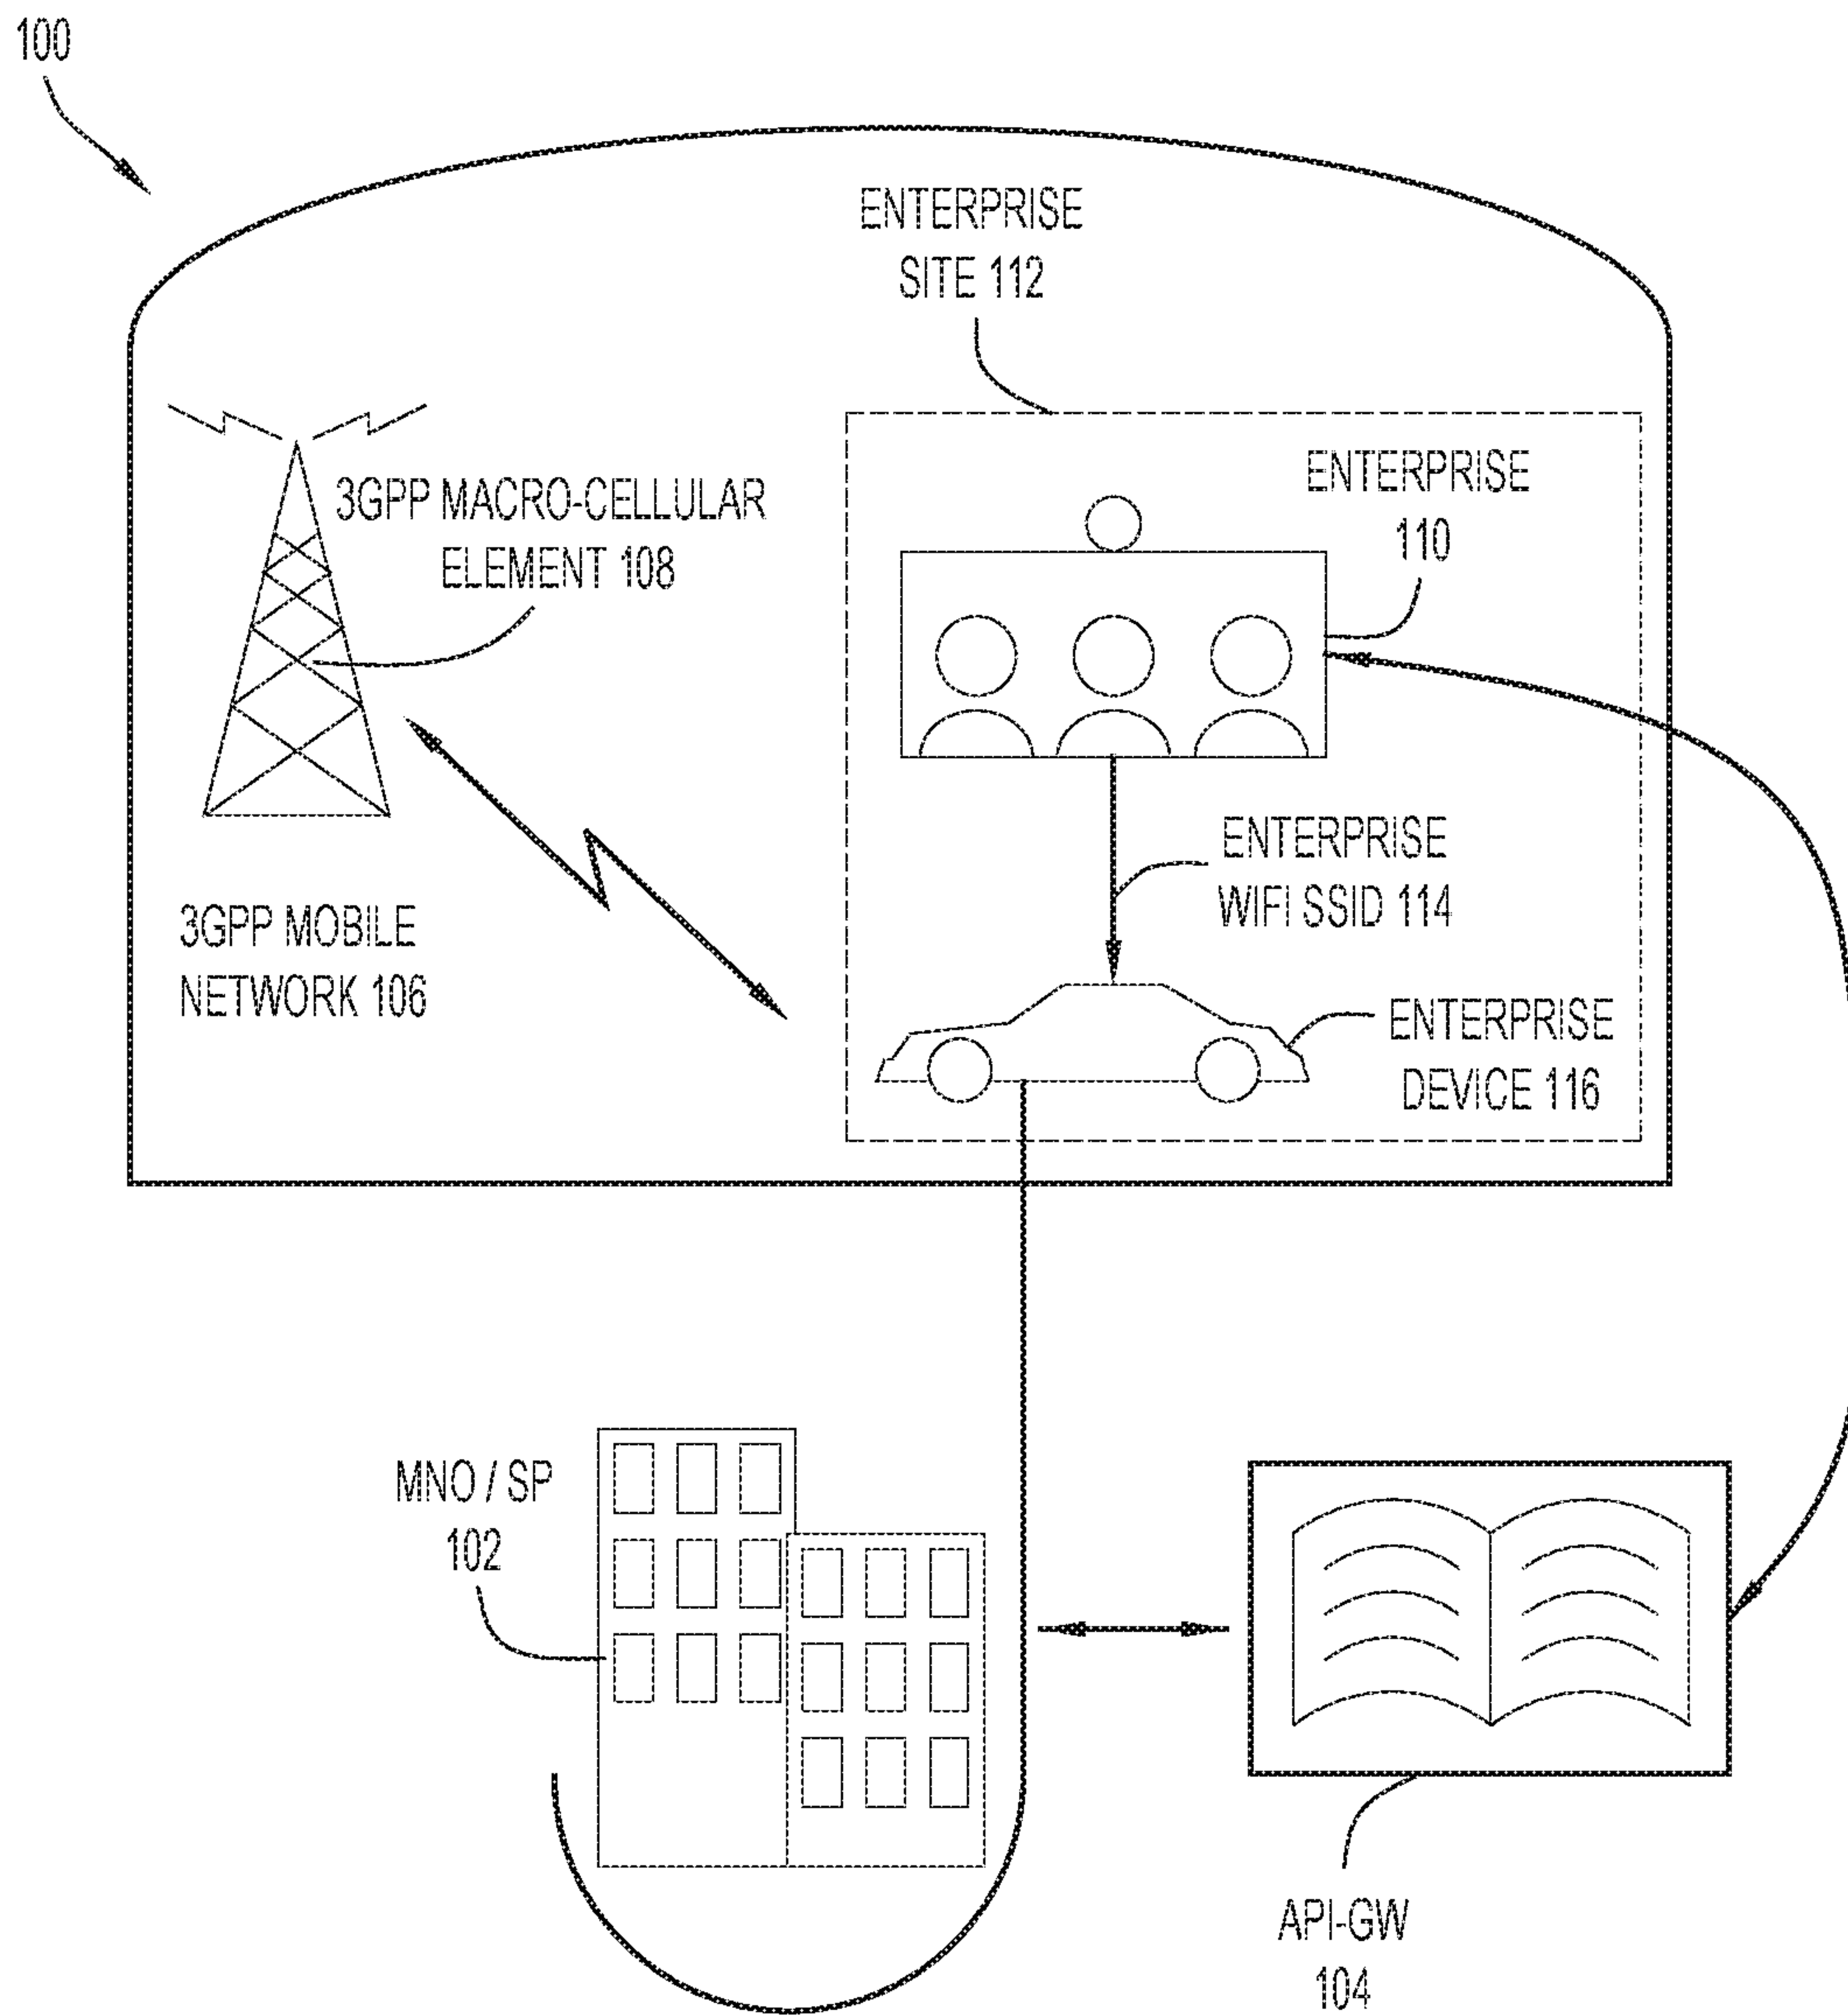 100
ENTERPRISE
SITE 112
3GPP MACRO-CELLULAR
ELEMENT 108
ENTERPRISE
110
ENTERPRISE
WIFI SSID 114
3GPP MOBILE
NETWORK 106
ENTERPRISE
DEVICE 116
MNO / SP
102
API-GW
104